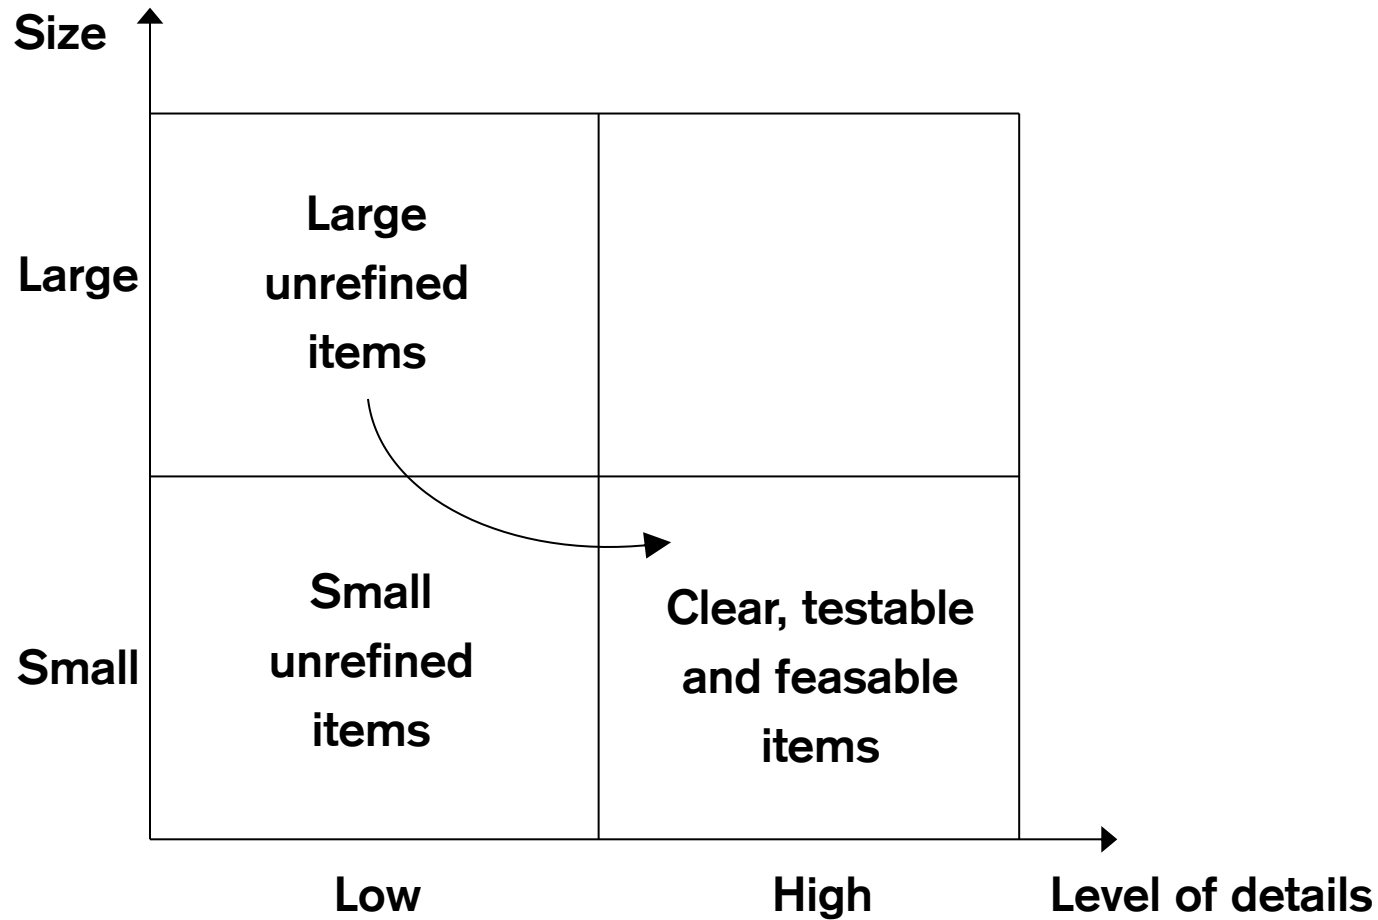 Size
Large
Large
unrefined
items
Small
Small
unrefined
items
Clear, testable
and feasable
items
Low
High
Level of details